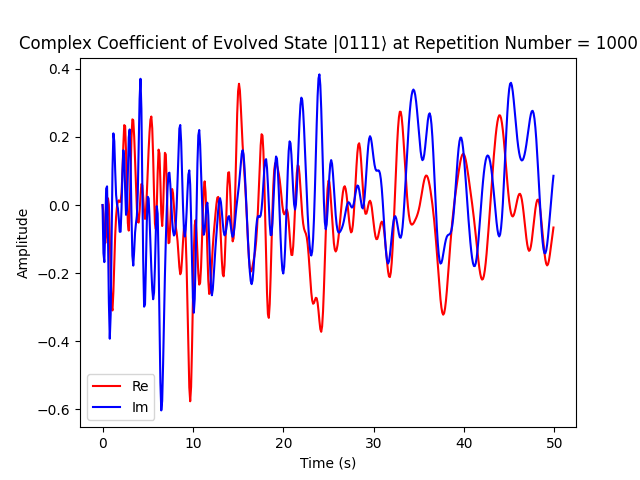 Complex Coefficient of Evolved State |0111⟩ at Repetition Number = 1000
0.4
0.2
0.0
−0.2
−0.4
−0.6
Amplitude
Re
Im
0 10 20 30 40 50
Time (s)